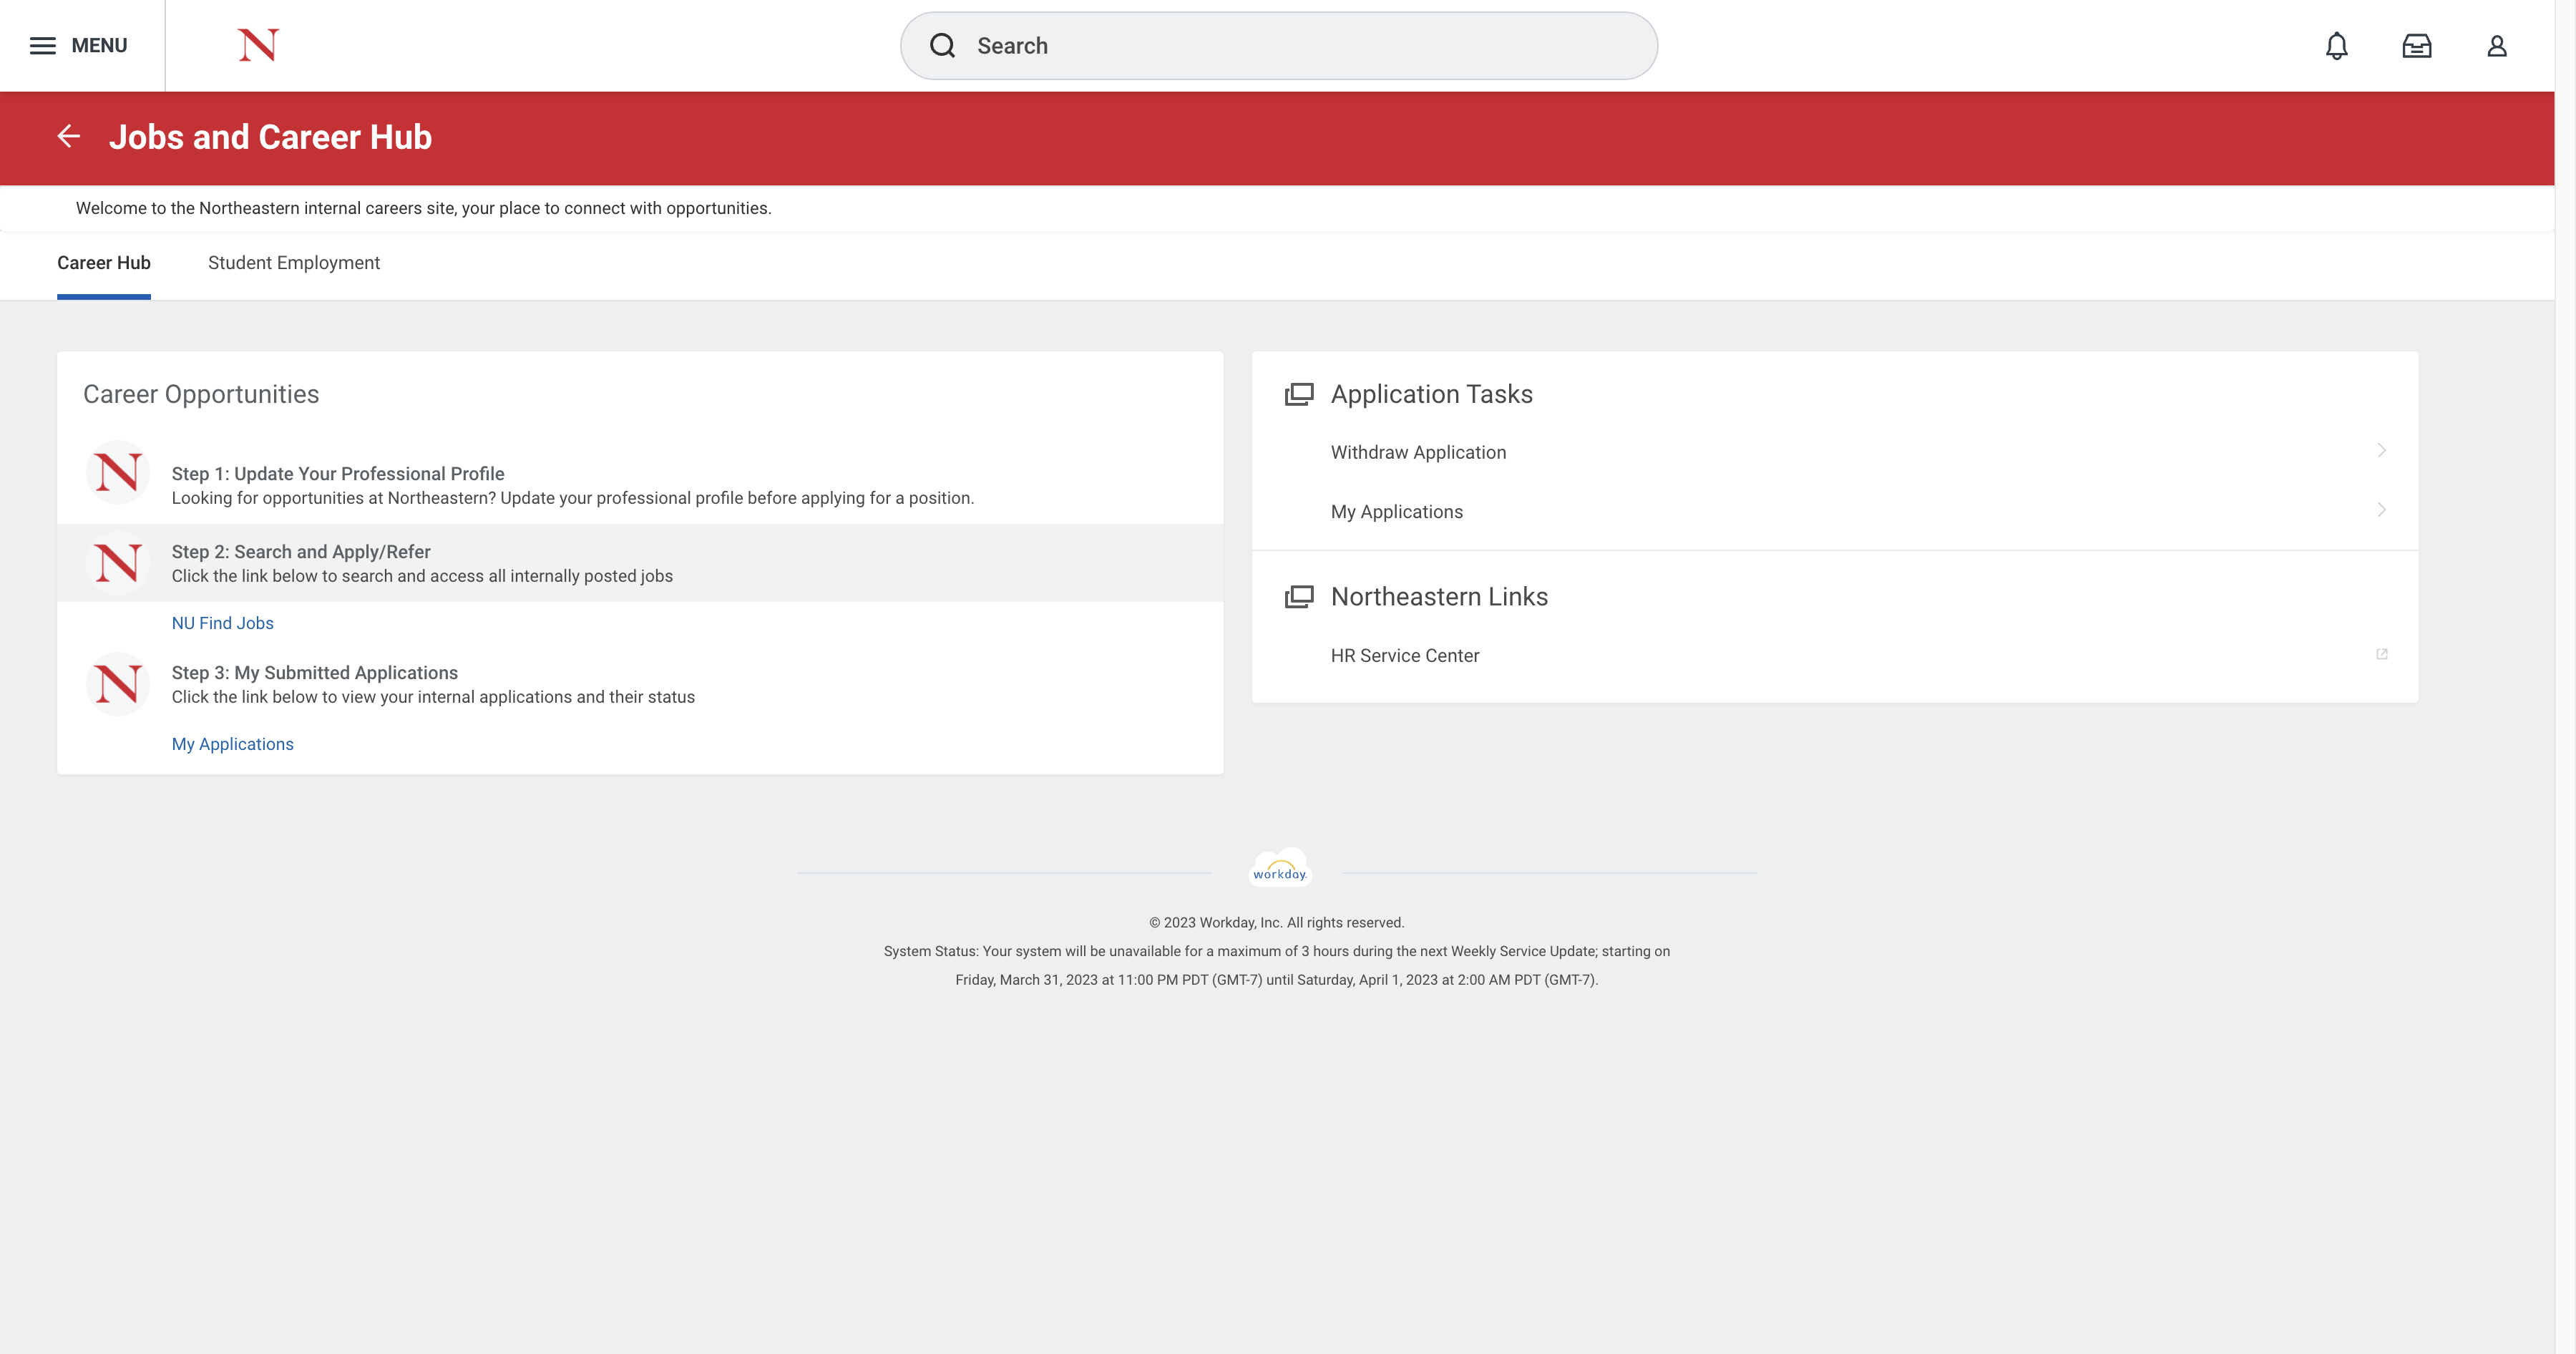 MENU
N
Search
Jobs and Career Hub
Welcome to the Northeastern internal careers site, your place to connect with opportunities.
Career Hub
Student Employment
Career Opportunities
N
Step 1: Update Your Professional Profile
Looking for opportunities at Northeastern? Update your professional profile before applying for a position.
N
Step 2: Search and Apply/Refer
Click the link below to search and access all internally posted jobs
NU Find Jobs
N
Step 3: My Submitted Applications
Click the link below to view your internal applications and their status
My Applications
Application Tasks
Withdraw Application
My Applications
Northeastern Links
HR Service Center
workday.
© 2023 Workday, Inc. All rights reserved.
System Status: Your system will be unavailable for a maximum of 3 hours during the next Weekly Service Update; starting on
Friday, March 31, 2023 at 11:00 PM PDT (GMT-7) until Saturday, April 1, 2023 at 2:00 AM PDT (GMT-7).